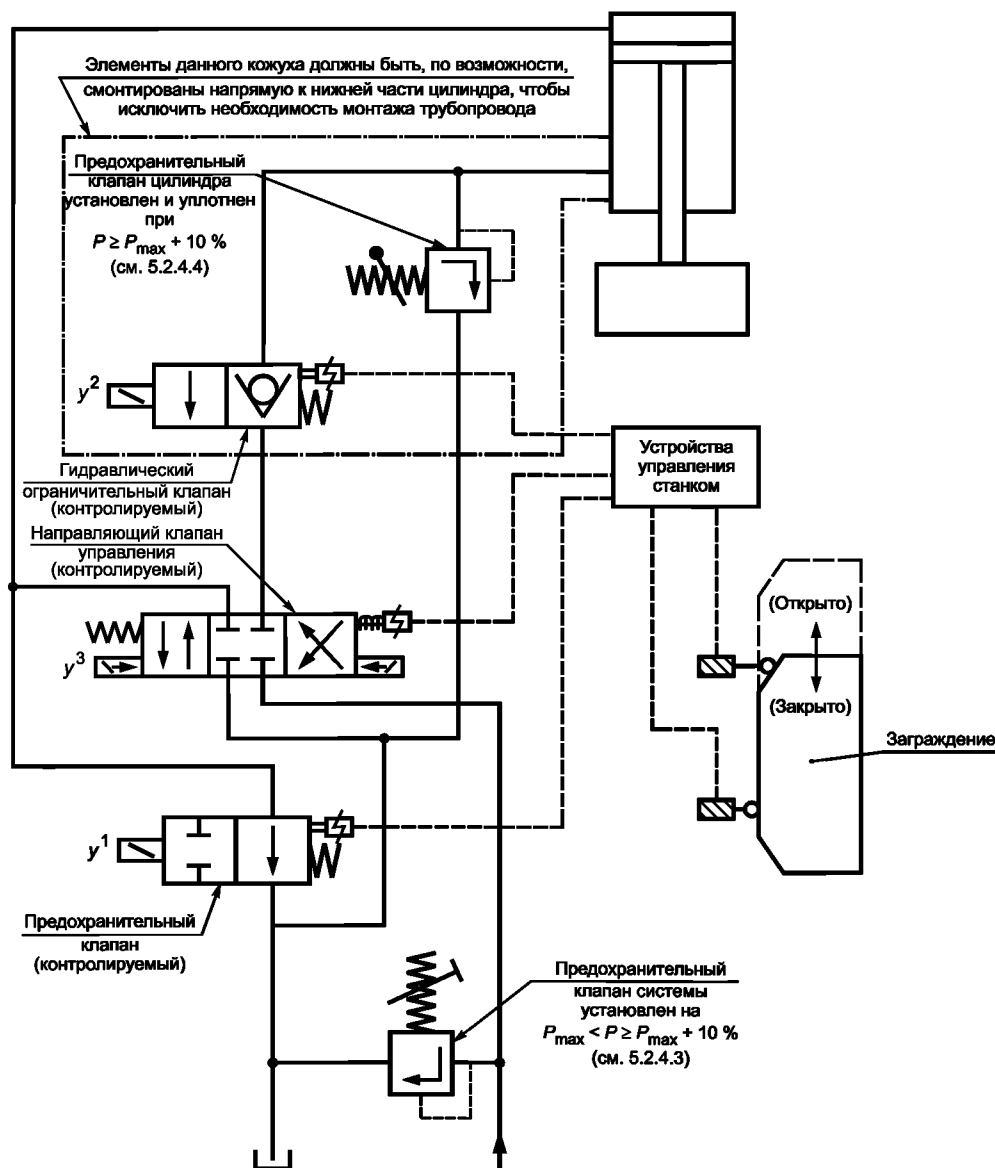 Элементы данного кожуха должны быть, по возможности,
смонтированы напрямую к нижней части цилиндра, чтобы
исключить необходимость монтажа трубопровода
Предохранительный
клапан цилиндра
установлен и уплотнен
при
P ≥ Pmax + 10 %
(см. 5.2.4.4)
y²
Гидравлический
ограничительный клапан
(контролируемый)
Устройства
управления
станком
Направляющий клапан
управления
(контролируемый)
y³
(Открыто)
(Закрыто)
Заграждение
y¹
Предохранительный
клапан
(контролируемый)
Предохранительный
клапан системы
установлен на
Pmax < P ≥ Pmax + 10 %
(см. 5.2.4.3)